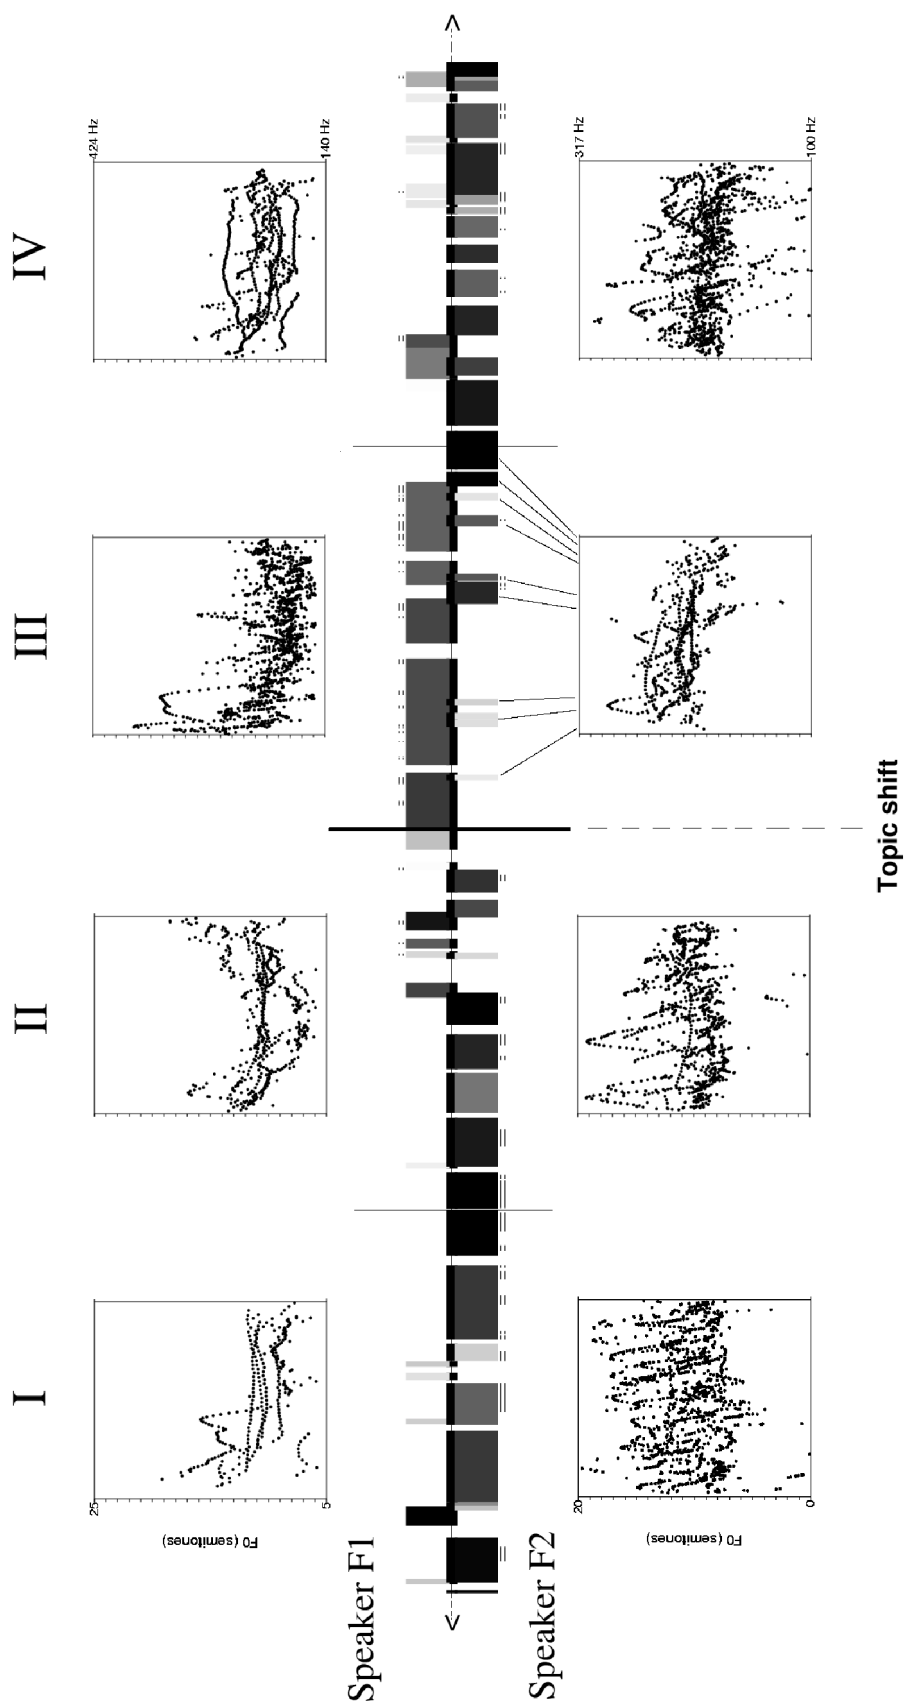 I II III IV
25 424 Hz
F0 (semitones)
5 140 Hz
Speaker F1
Speaker F2
20 317 Hz
F0 (semitones)
0 100 Hz
Topic shift